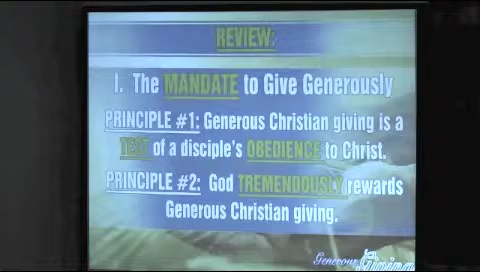 REVIEW:
I. The MANDATE to Give Generously
PRINCIPLE #1: Generous Christian giving is a
TEST of a disciple's OBEDIENCE to Christ.
PRINCIPLE #2: God TREMENDOUSLY rewards
Generous Christian giving.
Generous
Giving